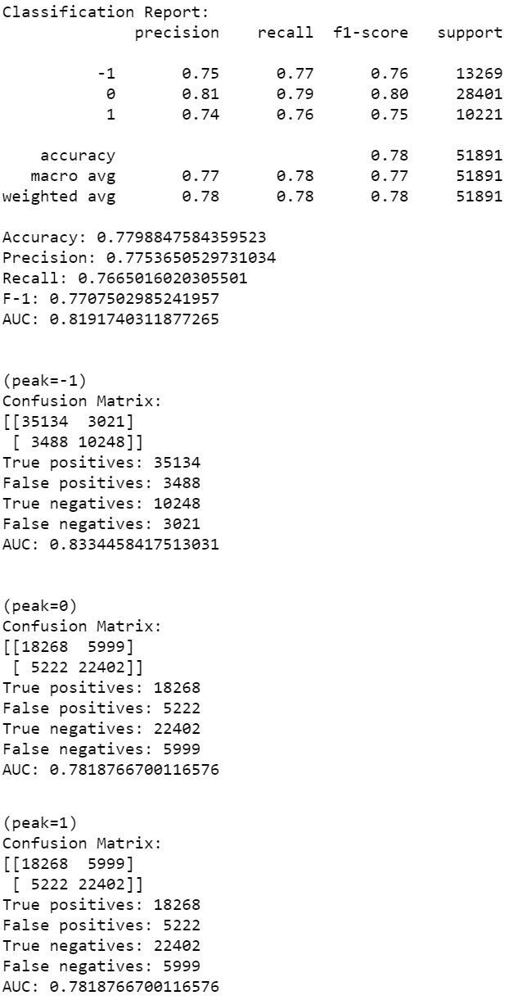 Classification Report:
precision recall f1-score support
-1 0.75 0.77 0.76 13269
0 0.81 0.79 0.80 28401
1 0.74 0.76 0.75 10221
accuracy 0.78 51891
macro avg 0.77 0.78 0.77 51891
weighted avg 0.78 0.78 0.78 51891
Accuracy: 0.7798847584359523
Precision: 0.7753650529731034
Recall: 0.7665016020305501
F-1: 0.7707502985241957
AUC: 0.8191740311877265
(peak=-1)
Confusion Matrix:
[[35134 3021]
[ 3488 10248]]
True positives: 35134
False positives: 3488
True negatives: 10248
False negatives: 3021
AUC: 0.8334458417513031
(peak=0)
Confusion Matrix:
[[18268 5999]
[ 5222 22402]]
True positives: 18268
False positives: 5222
True negatives: 22402
False negatives: 5999
AUC: 0.7818766700116576
(peak=1)
Confusion Matrix:
[[18268 5999]
[ 5222 22402]]
True positives: 18268
False positives: 5222
True negatives: 22402
False negatives: 5999
AUC: 0.7818766700116576